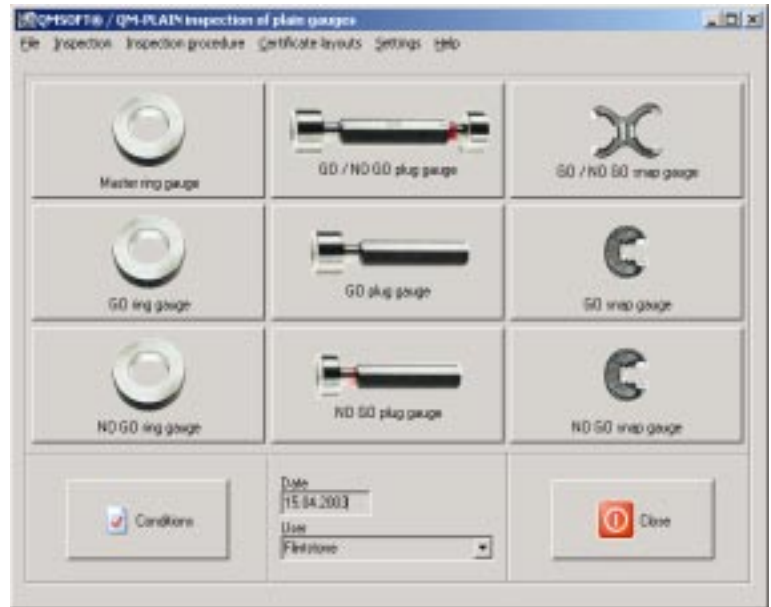 QMSOFT® / QM-PLAIN inspection of plain gauges
File Inspection Inspection procedure Certificate layouts Settings Help
Master ring gauge
GO / NO GO plug gauge
GO / NO GO snap gauge
GO ring gauge
GO plug gauge
GO snap gauge
NO GO ring gauge
NO GO plug gauge
NO GO snap gauge
Conditions
Date
15.04.2003
User
Flintstone
Close